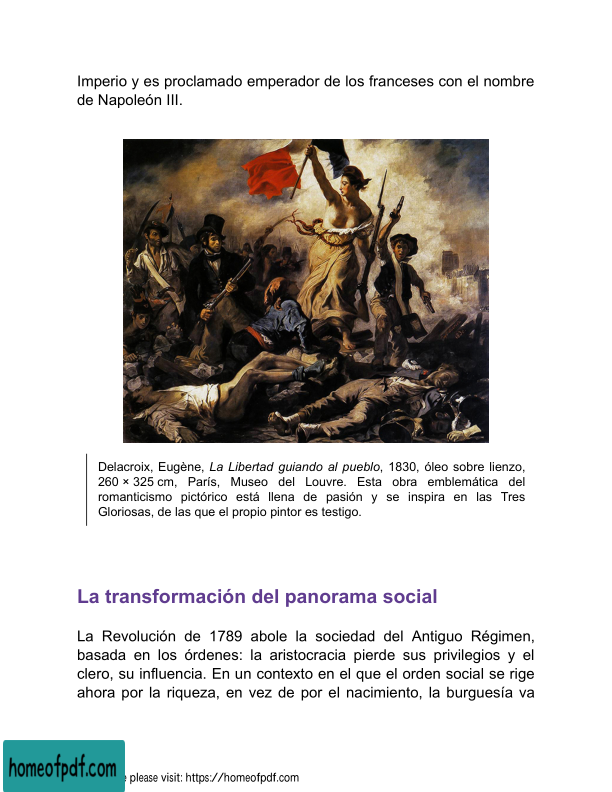 Imperio y es proclamado emperador de los franceses con el nombre
de Napoleón III.
Delacroix, Eugène, La Libertad guiando al pueblo, 1830, óleo sobre lienzo,
260 × 325 cm, París, Museo del Louvre. Esta obra emblemática del
romanticismo pictórico está llena de pasión y se inspira en las Tres
Gloriosas, de las que el propio pintor es testigo.
La transformación del panorama social
La Revolución de 1789 abole la sociedad del Antiguo Régimen,
basada en los órdenes: la aristocracia pierde sus privilegios y el
clero, su influencia. En un contexto en el que el orden social se rige
ahora por la riqueza, en vez de por el nacimiento, la burguesía va
homeofpdf.com
please visit: https://homeofpdf.com